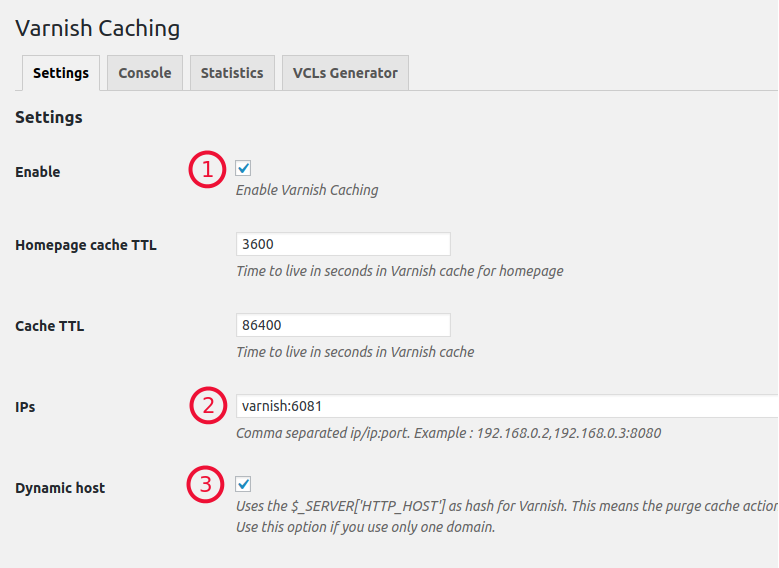 Varnish Caching
Settings Console Statistics VCLs Generator
Settings
Enable 1
Enable Varnish Caching
Homepage cache TTL 3600
Time to live in seconds in Varnish cache for homepage
Cache TTL 86400
Time to live in seconds in Varnish cache
IPs 2 varnish:6081
Comma separated ip/ip:port. Example : 192.168.0.2,192.168.0.3:8080
Dynamic host 3
Uses the $_SERVER['HTTP_HOST'] as hash for Varnish. This means the purge cache action
Use this option if you use only one domain.